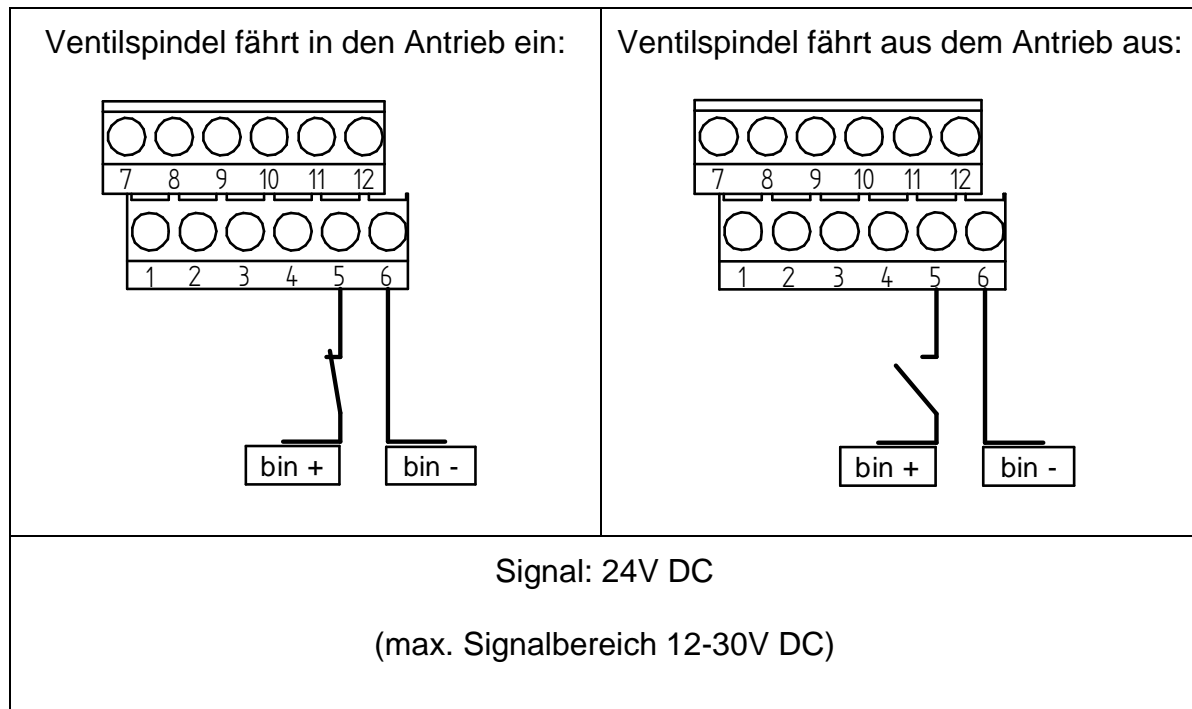 Ventilspindel fährt in den Antrieb ein:
7 8 9 10 11 12
1 2 3 4 5 6
bin + bin -
Ventilspindel fährt aus dem Antrieb aus:
7 8 9 10 11 12
1 2 3 4 5 6
bin + bin -
Signal: 24V DC
(max. Signalbereich 12-30V DC)